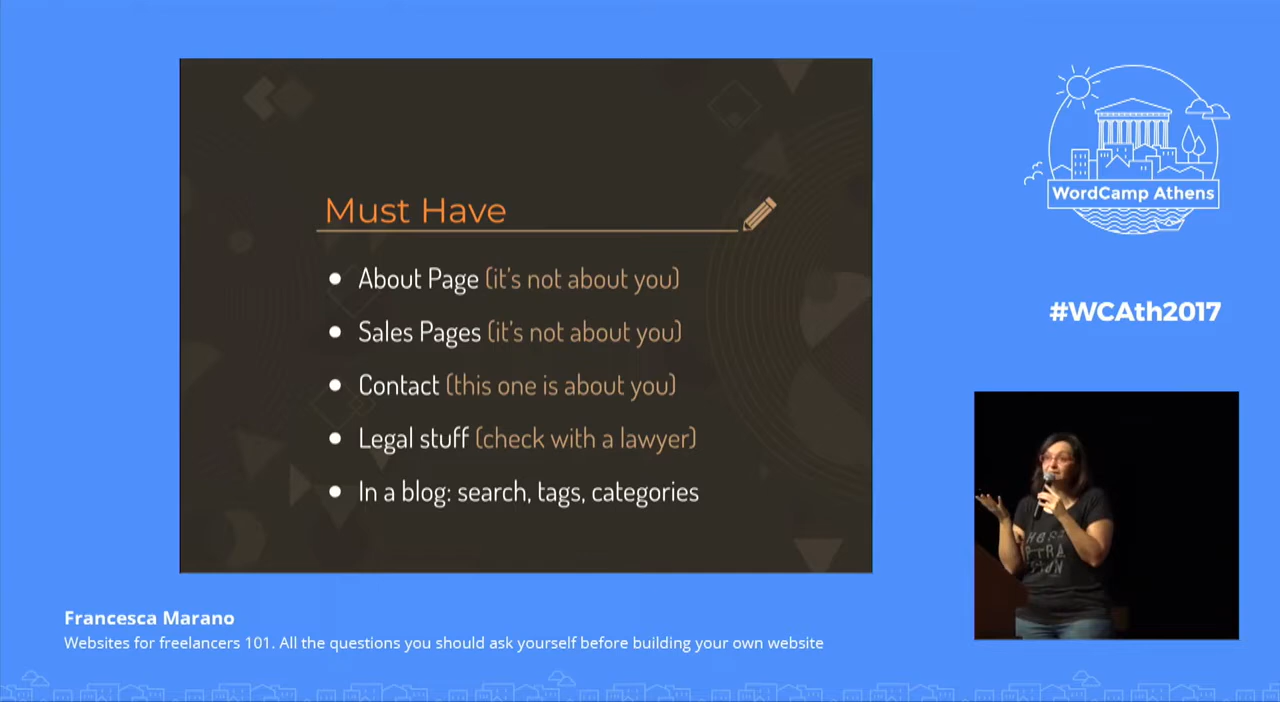 Must Have
About Page (it's not about you)
Sales Pages (it's not about you)
Contact (this one is about you)
Legal stuff (check with a lawyer)
In a blog: search, tags, categories
WordCamp Athens
#WCAth2017
Francesca Marano
Websites for freelancers 101. All the questions you should ask yourself before building your own website